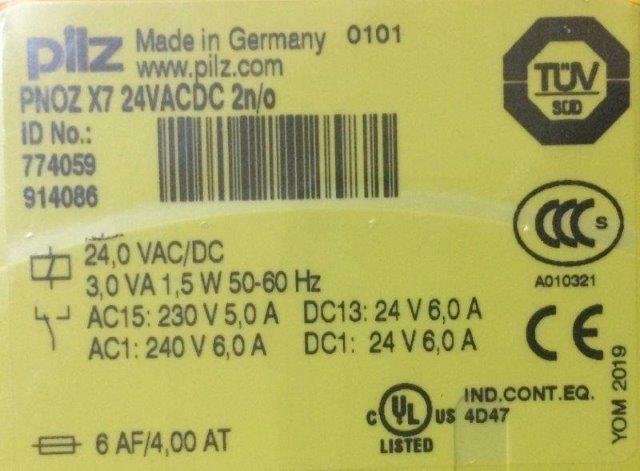 pilz Made in Germany 0101
www.pilz.com
PNOZ X7 24VACDC 2n/o
ID No.:
774059
914086
TÜV
SÜD
CCC S
A010321
24,0 VAC/DC
3,0 VA 1,5 W 50-60 Hz
AC15: 230 V 5,0 A DC13: 24 V 6,0 A
AC1: 240 V 6,0 A DC1: 24 V 6,0 A
CE
YOM 2019
6 AF/4,00 AT
C UL US
LISTED
IND.CONT.EQ.
4D47